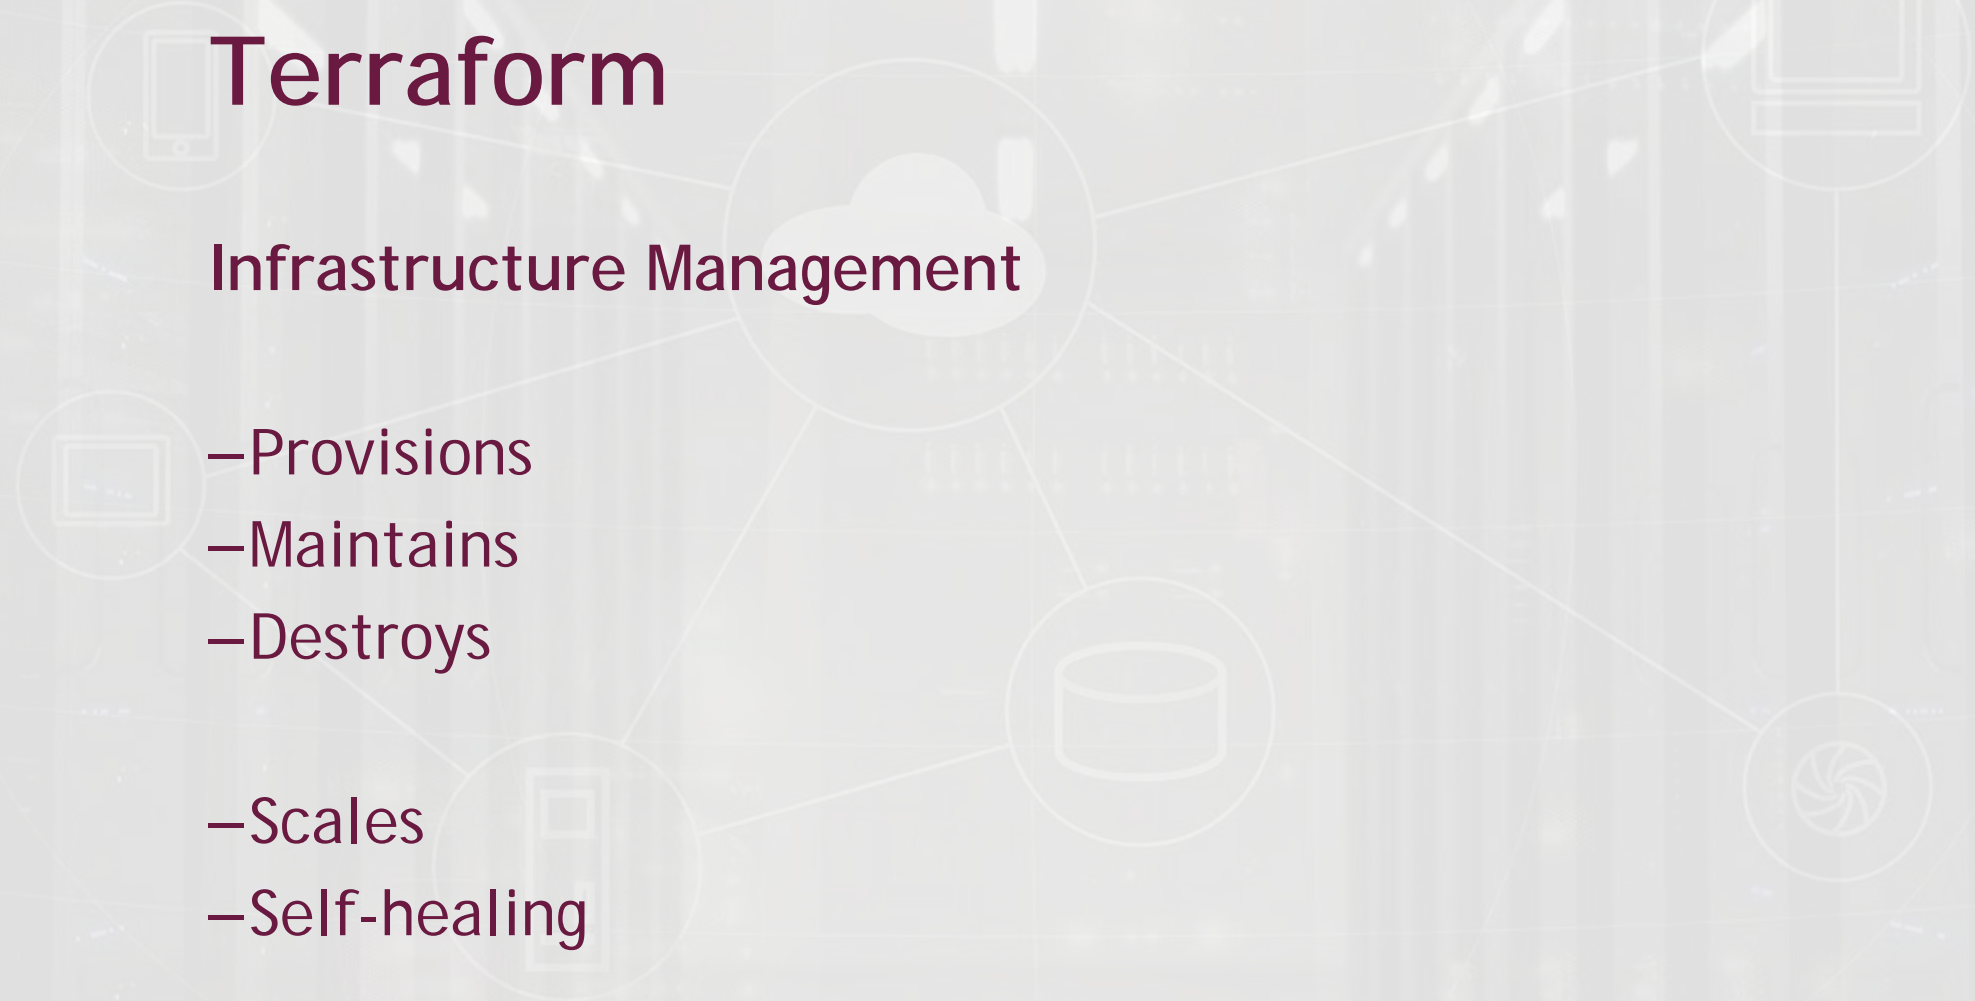 Terraform
Infrastructure Management
–Provisions
–Maintains
–Destroys
–Scales
–Self-healing